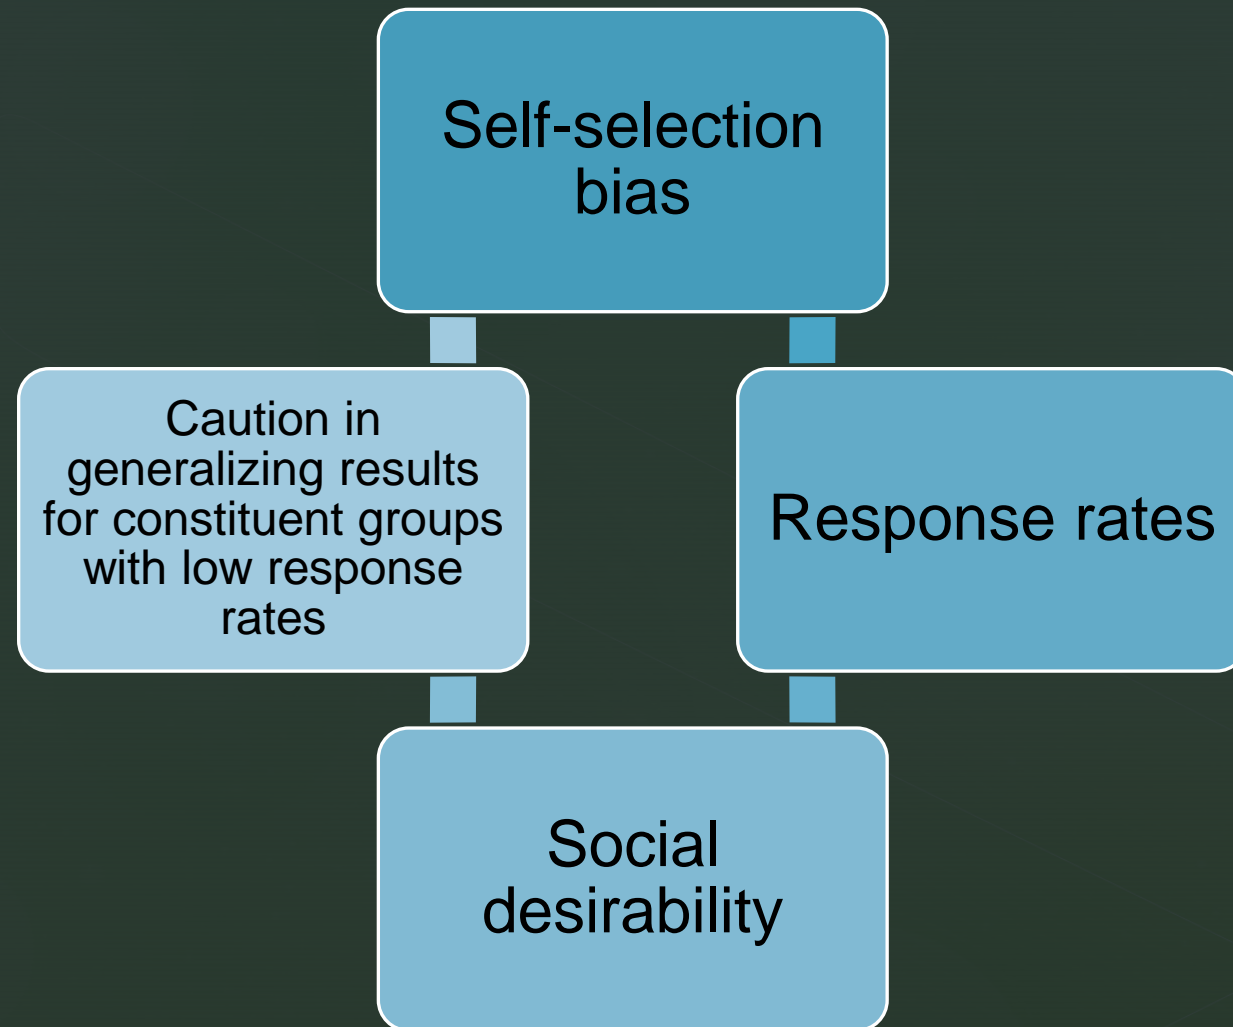 Self-selection
bias
Caution in
generalizing results
for constituent groups
with low response
rates
Response rates
Social
desirability